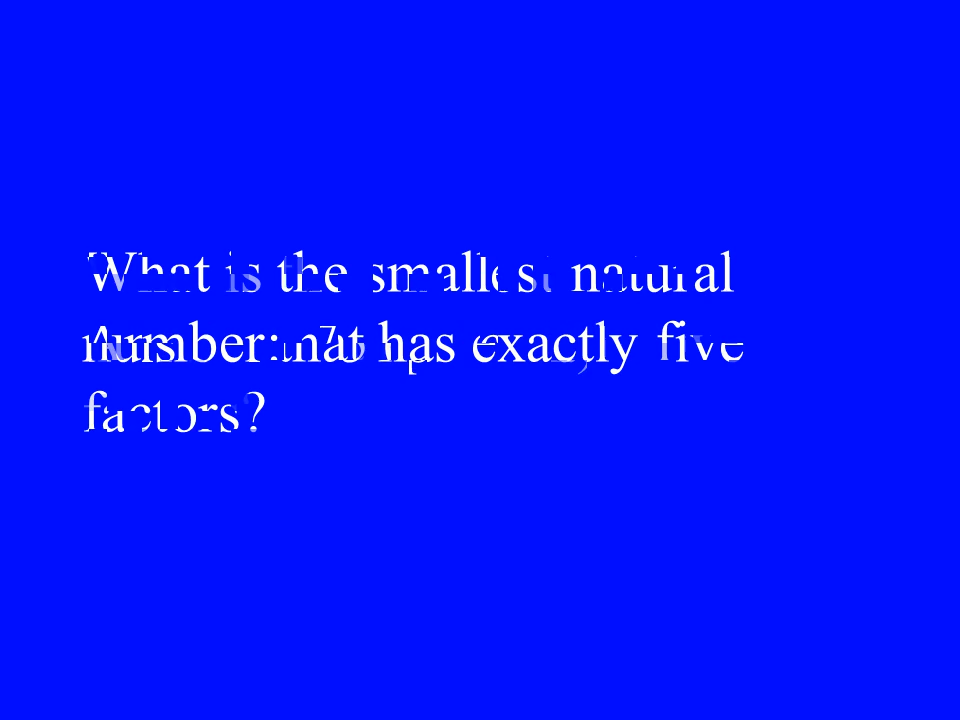 What is the smallest natural
number that has exactly five
factors?